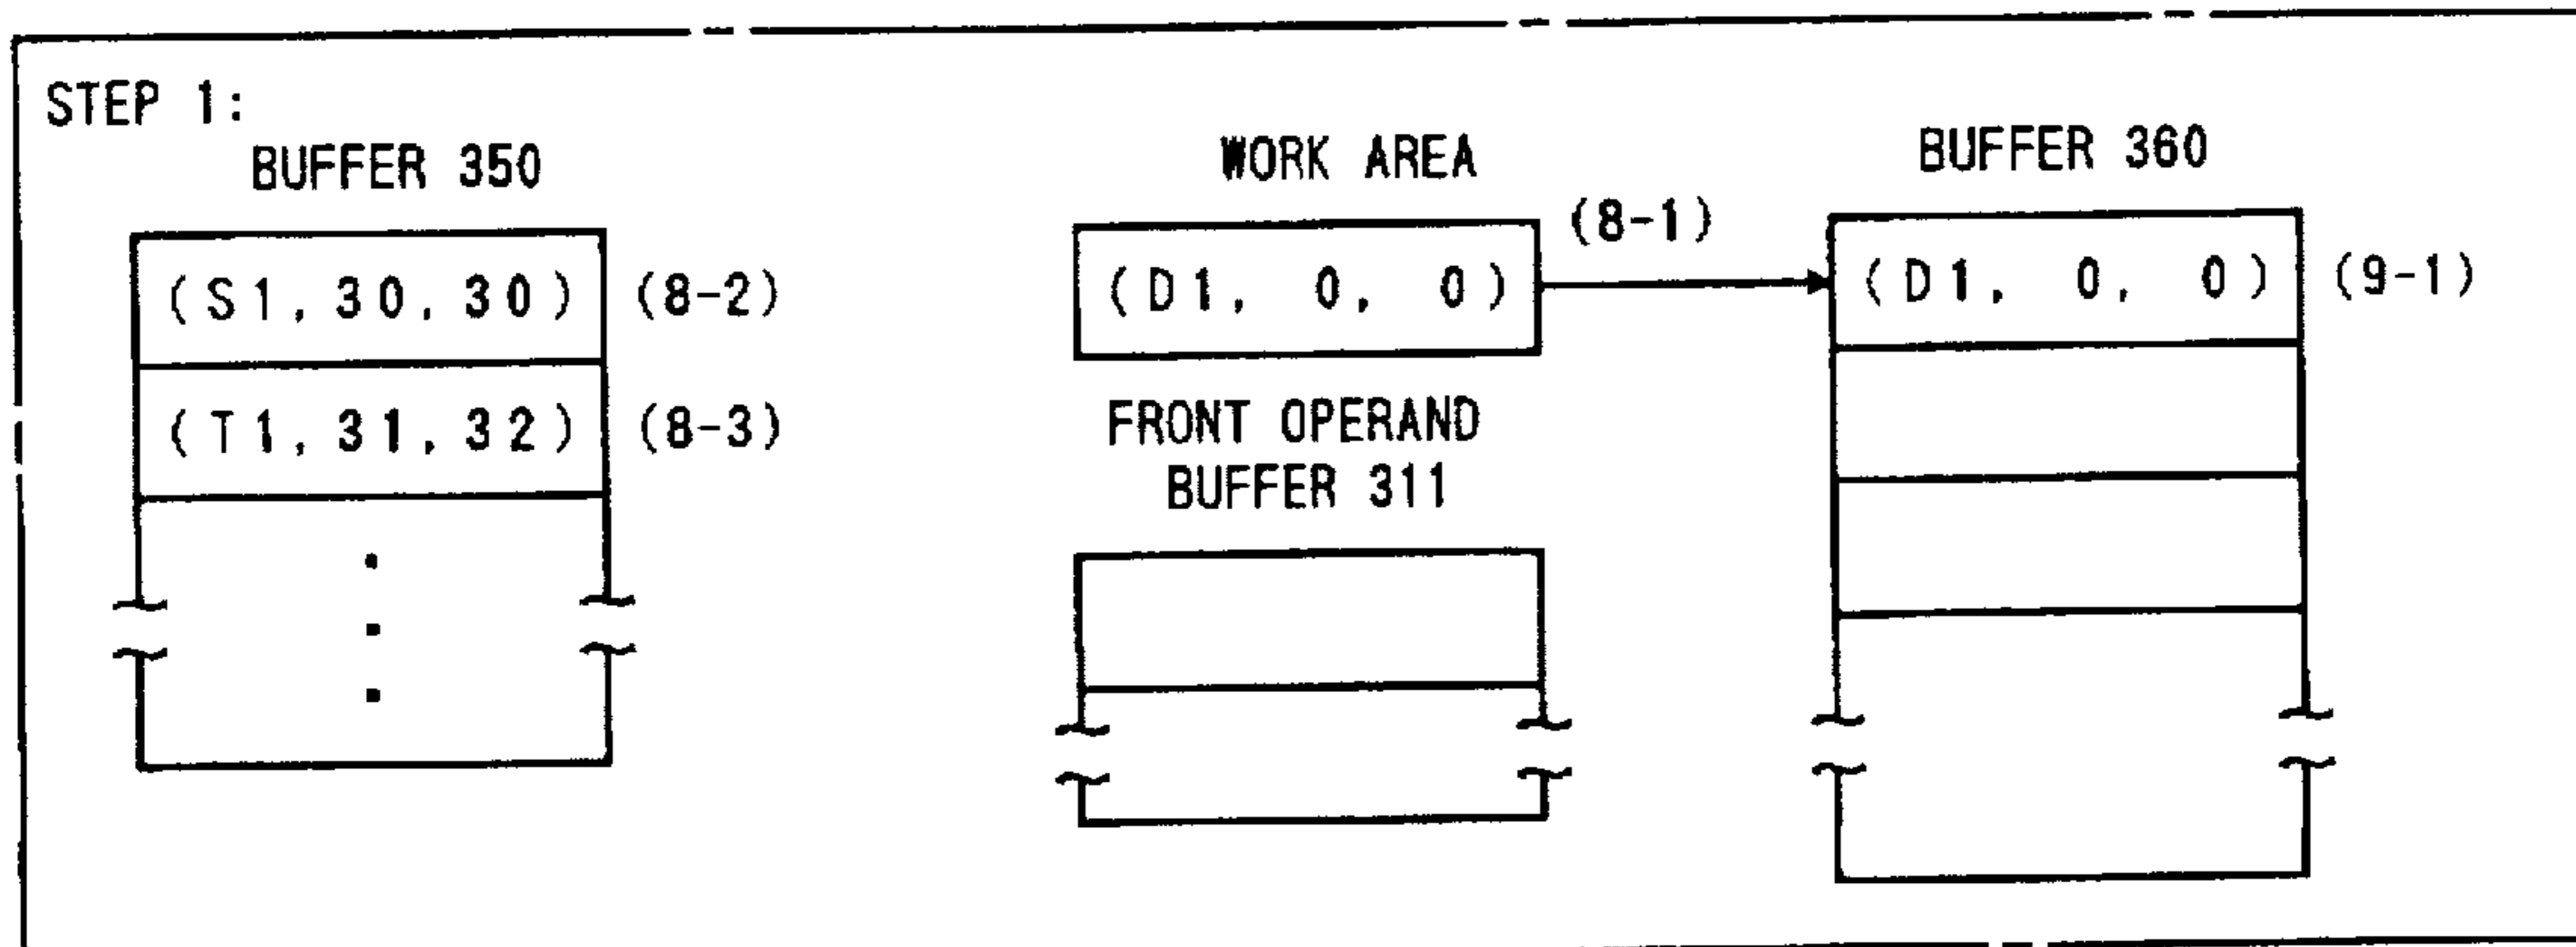 STEP 1:
BUFFER 350
(S1, 30, 30) (8-2)
(T1, 31, 32) (8-3)
WORK AREA
(D1, 0, 0) (8-1)
FRONT OPERAND
BUFFER 311
BUFFER 360
(D1, 0, 0) (9-1)